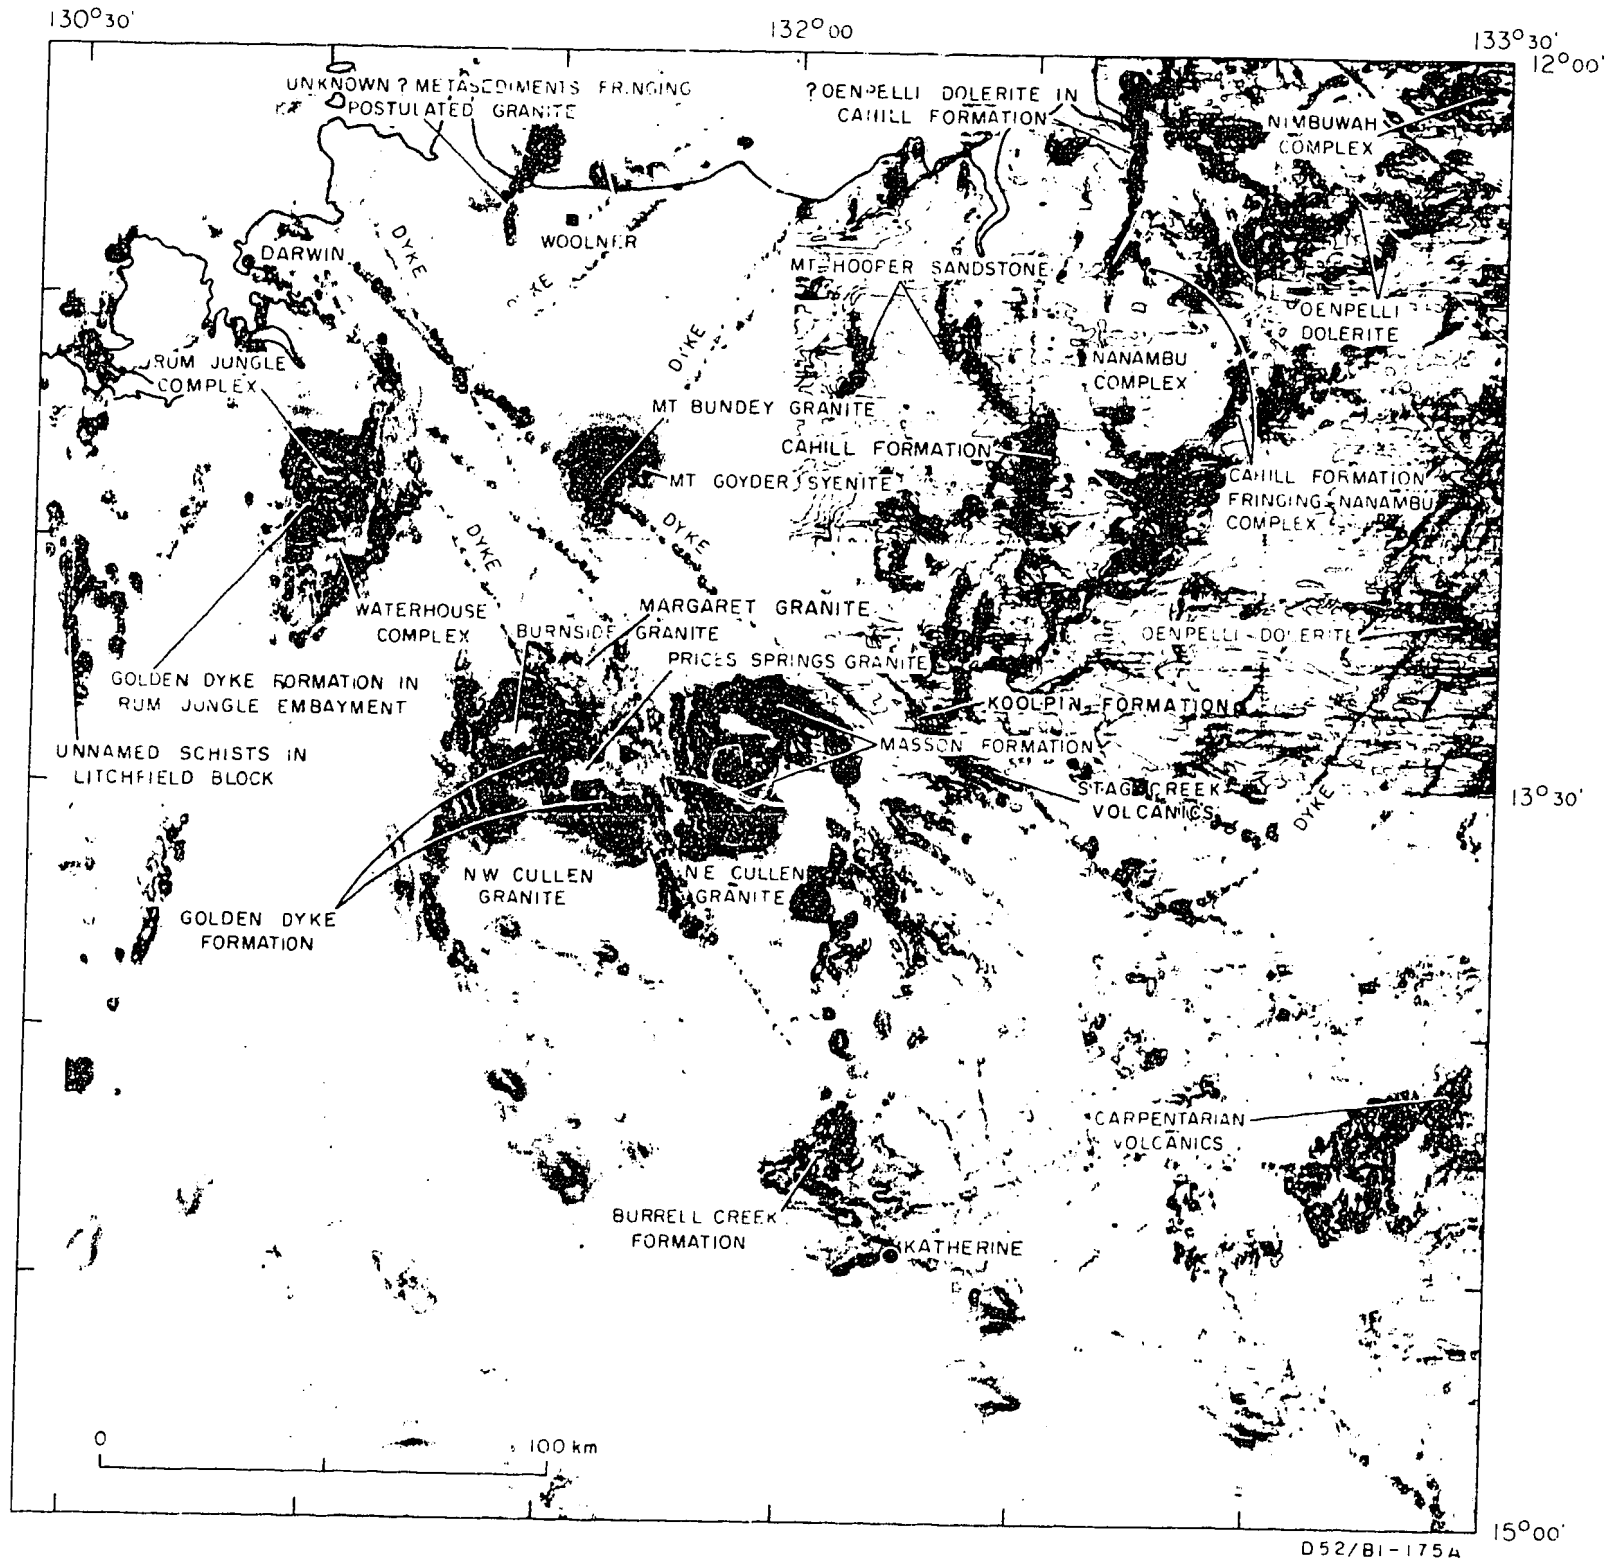 130°30'
132°00
133°30'
12°00'
UNKNOWN ? METASEDIMENTS FRINGING
POSTULATED GRANITE
? OENPELLI DOLERITE IN
CAHILL FORMATION
NIMBUWAH
COMPLEX
DARWIN
DYKE
WOOLNER
DYKE
MT HOOPER SANDSTONE
OENPELLI
DOLERITE
RUM JUNGLE
COMPLEX
DYKE
NANAMBU
COMPLEX
MT BUNDEY GRANITE
CAHILL FORMATION
MT GOYDER SYENITE
CAHILL FORMATION
FRINGING NANAMBU
COMPLEX
DYKE
DYKE
WATERHOUSE
COMPLEX
MARGARET GRANITE
BURNSIDE GRANITE
OENPELLI DOLERITE
PRICES SPRINGS GRANITE
GOLDEN DYKE FORMATION IN
RUM JUNGLE EMBAYMENT
KOOLPIN FORMATION
UNNAMED SCHISTS IN
LITCHFIELD BLOCK
MASSON FORMATION
STAG CREEK
VOLCANICS
DYKE
13°30'
NW CULLEN
GRANITE
NE CULLEN
GRANITE
GOLDEN DYKE
FORMATION
CARPENTARIAN
VOLCANICS
BURRELL CREEK
FORMATION
KATHERINE
0
100 km
15°00'
D52/B1-175A